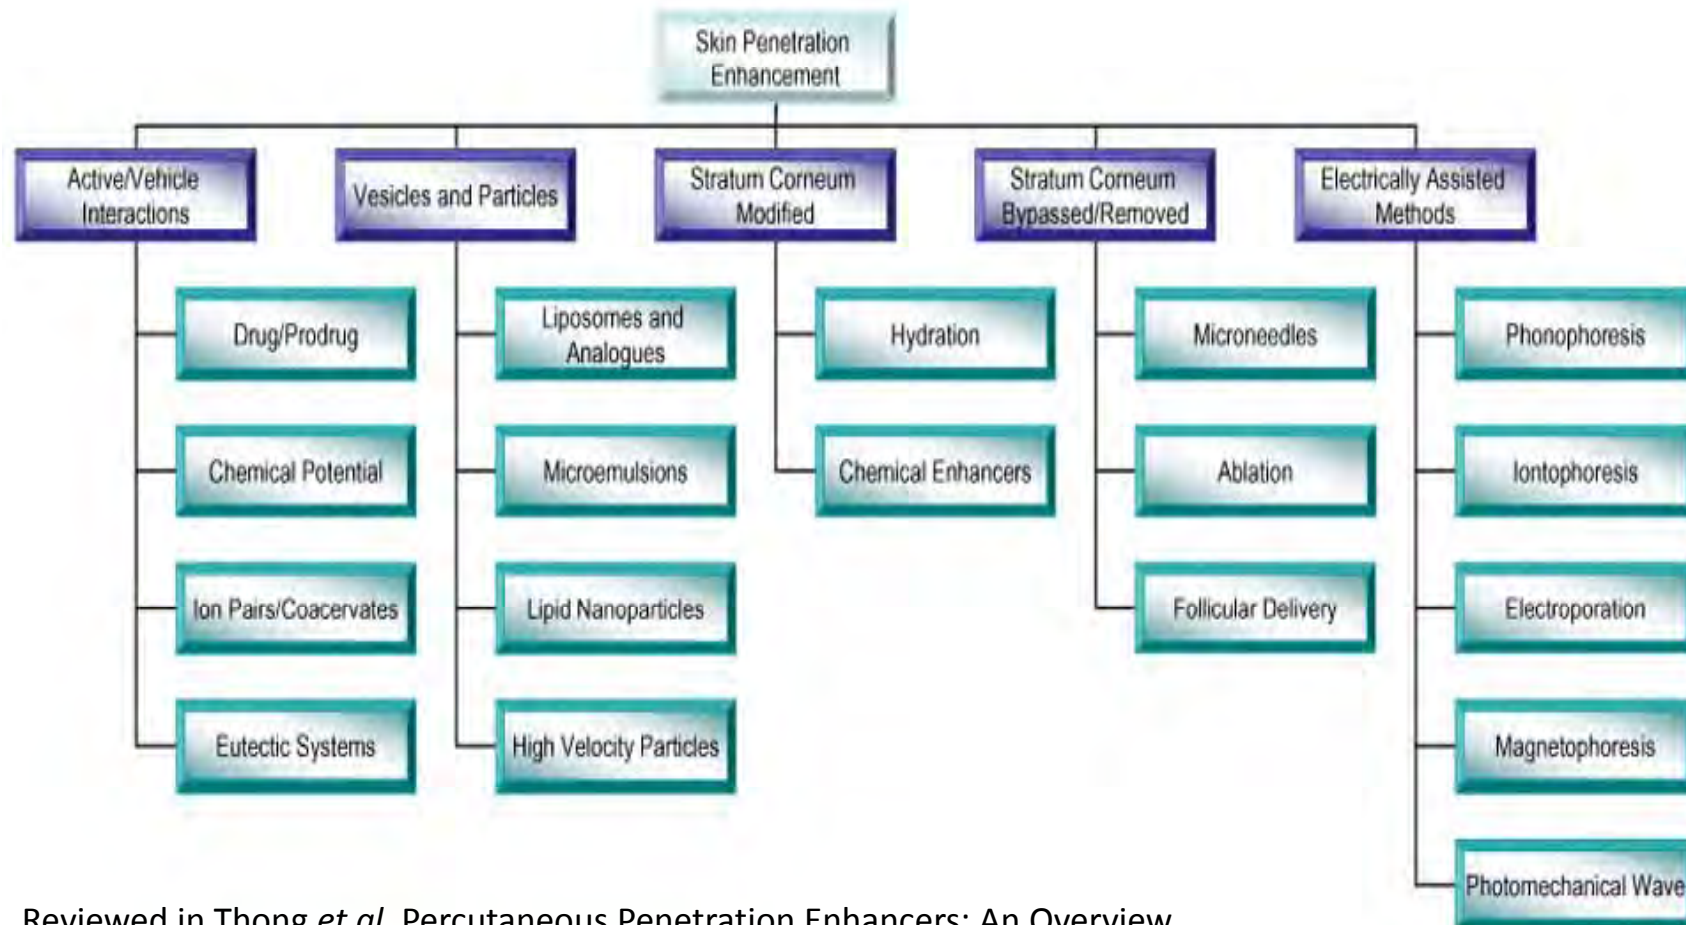 Skin Penetration
Enhancement
Active/Vehicle
Interactions
Drug/Prodrug
Chemical Potential
Ion Pairs/Coacervates
Eutectic Systems
Vesicles and Particles
Liposomes and
Analogues
Microemulsions
Lipid Nanoparticles
High Velocity Particles
Stratum Corneum
Modified
Hydration
Chemical Enhancers
Stratum Corneum
Bypassed/Removed
Microneedles
Ablation
Follicular Delivery
Electrically Assisted
Methods
Phonophoresis
Iontophoresis
Electroporation
Magnetophoresis
Photomechanical Wave
Reviewed in Thong et al. Percutaneous Penetration Enhancers: An Overview